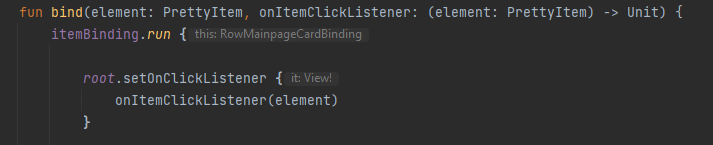 fun bind(element: PrettyItem, onItemClickListener: (element: PrettyItem) -> Unit) {
itemBinding.run { this: RowMainpageCardBinding
root.setOnClickListener { it: View!
onItemClickListener(element)
}